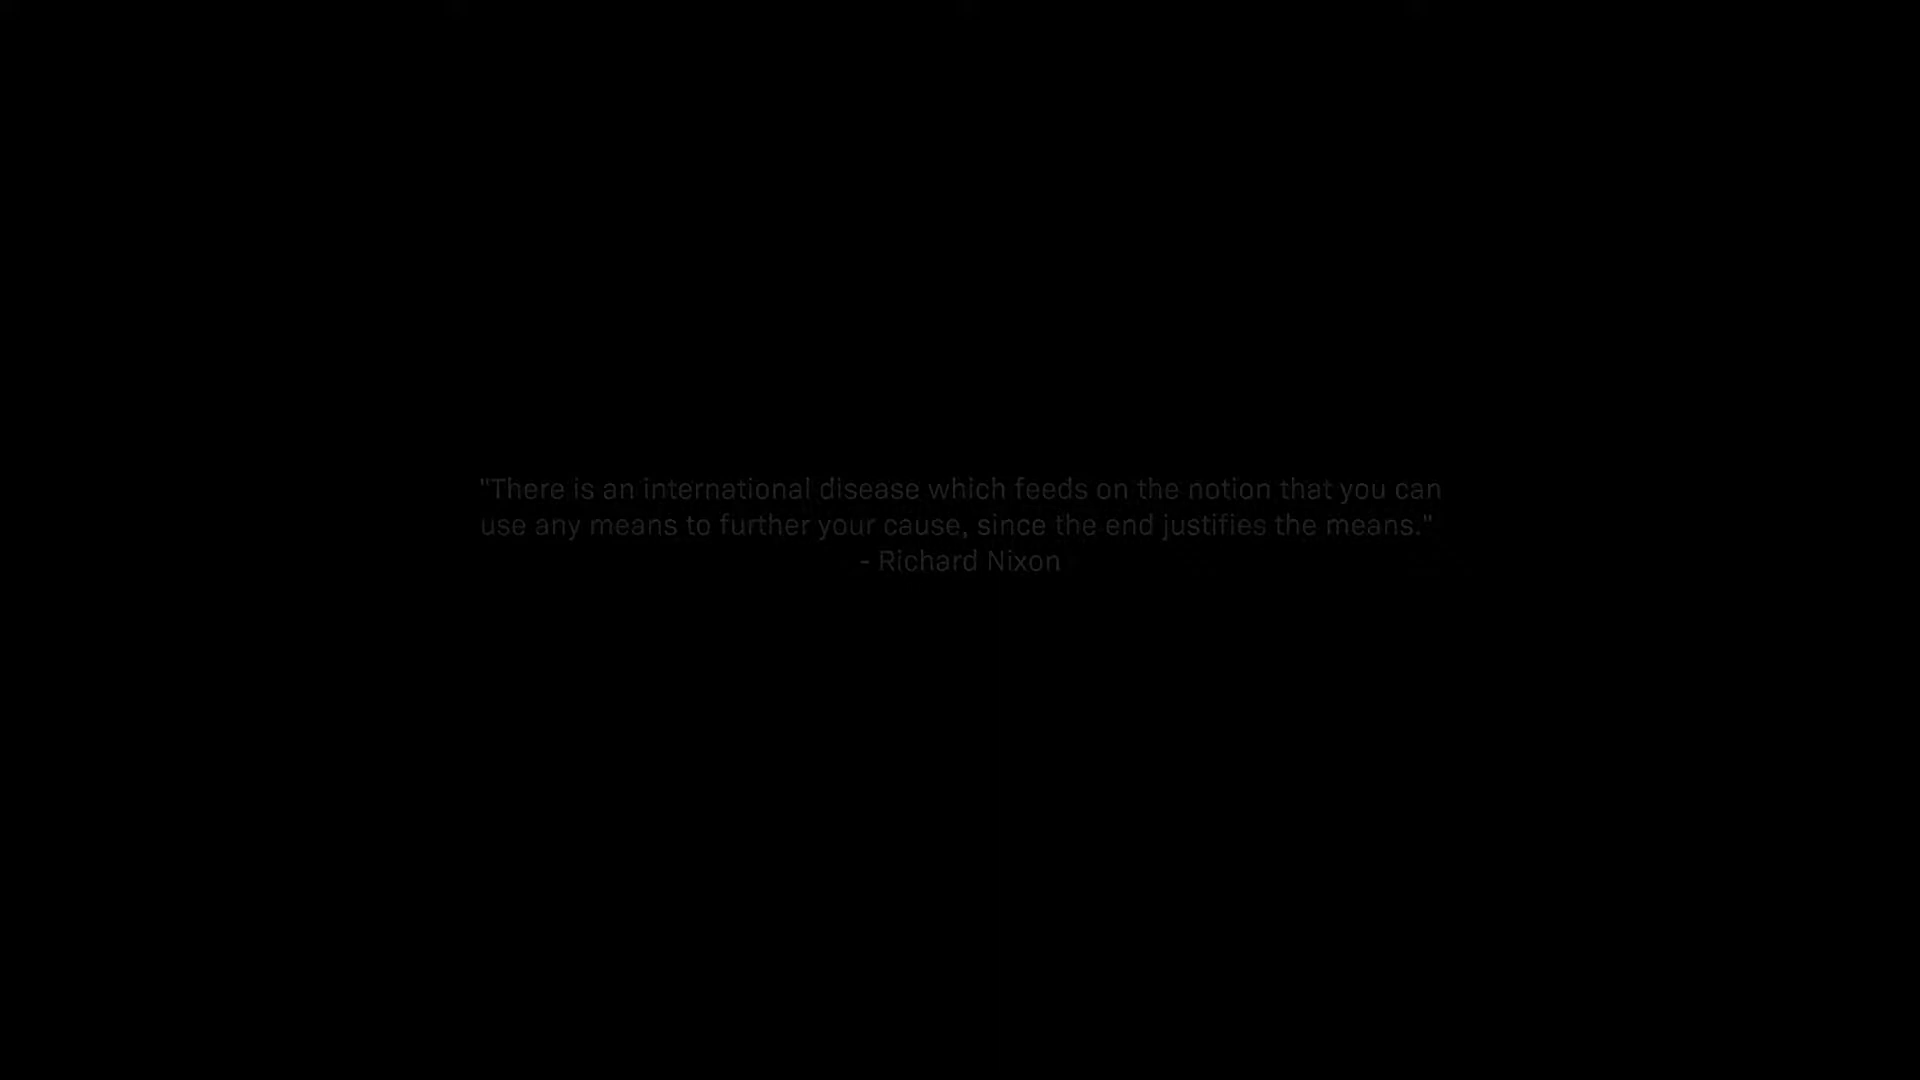 "There is an international disease which feeds on the notion that you can
use any means to further your cause, since the end justifies the means."
- Richard Nixon